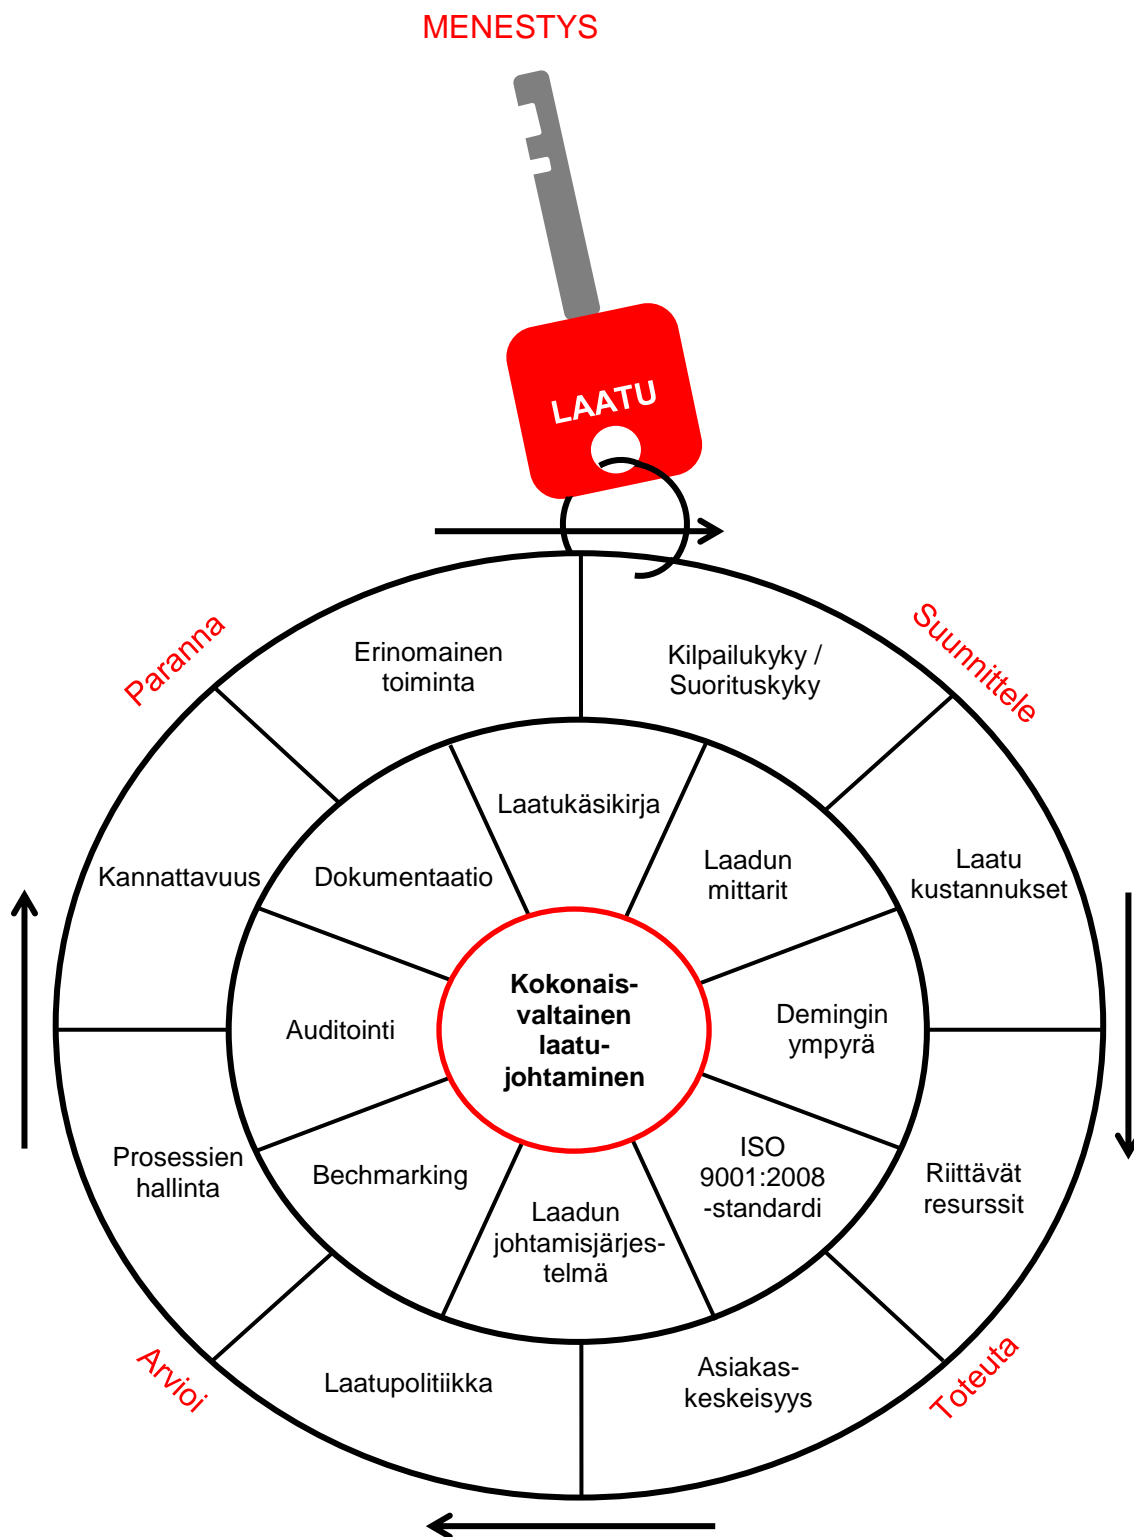 MENESTYS
LAATU
Paranna
Suunnittele
Erinomainen
toiminta
Kilpailukyky /
Suorituskyky
Laatukäsikirja
Kannattavuus
Dokumentaatio
Laadun
mittarit
Laatu
kustannukset
Kokonais-
valtainen
laatu-
johtaminen
Auditointi
Demingin
ympyrä
Prosessien
hallinta
Bechmarking
ISO
9001:2008
-standardi
Riittävät
resurssit
Laadun
johtamisjärjes-
telmä
Arvioi
Laatupolitiikka
Asiakas-
keskeisyys
Toteuta